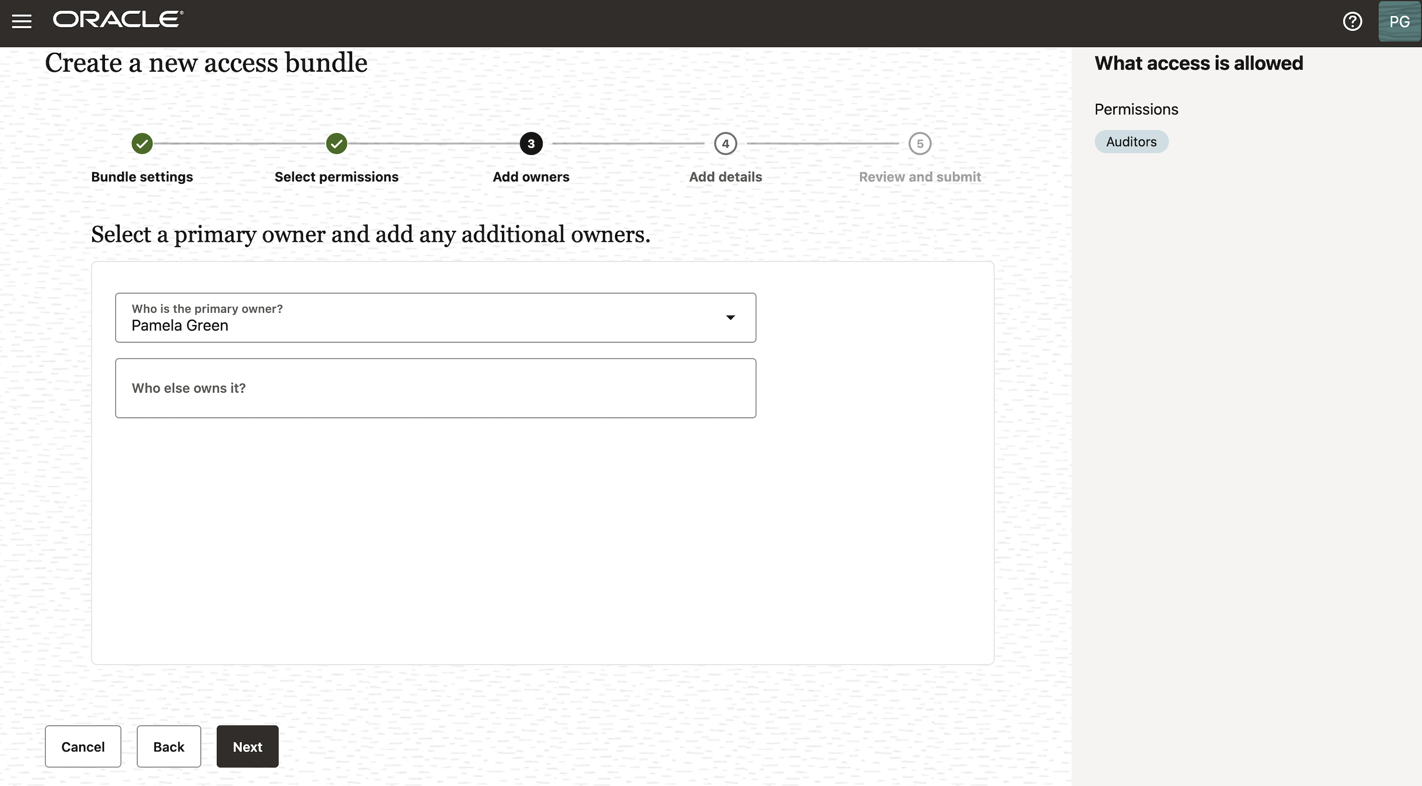 ORACLE
PG
Create a new access bundle
What access is allowed
Permissions
Auditors
3
4
5
Bundle settings
Select permissions
Add owners
Add details
Review and submit
Select a primary owner and add any additional owners.
Who is the primary owner?
Pamela Green
Who else owns it?
Cancel
Back
Next